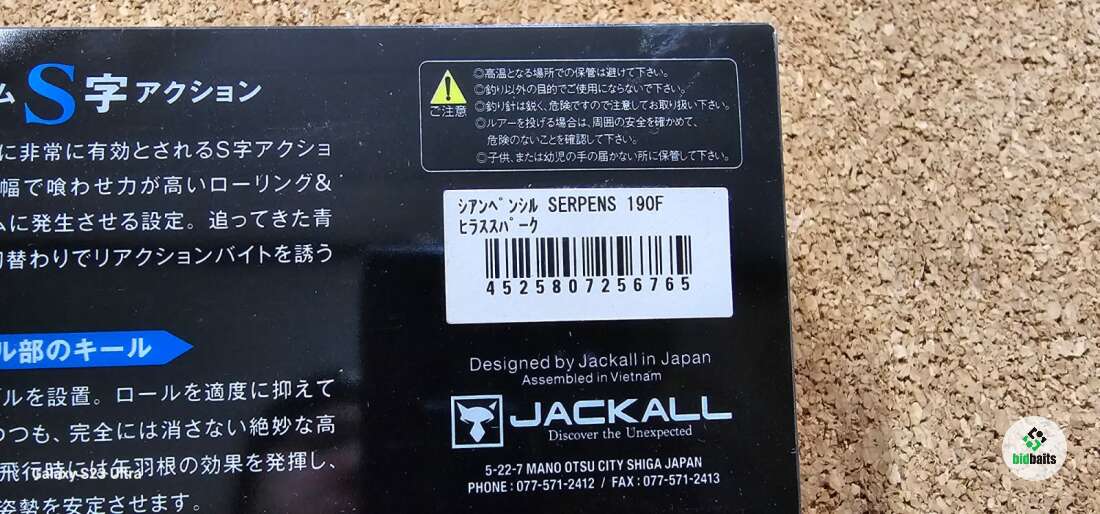 ム S字アクション
に非常に有効とされるS字アクショ
幅で喰わせ力が高いローリング&
ムに発生させる設定。追ってきた青
切替わりでリアクションバイトを誘う
ル部のキール
ルを設置。ロールを適度に抑えて
つつも、完全には消さない絶妙な高
飛行時には矢羽根の効果を発揮し、
姿勢を安定させます。
Galaxy S23 Ultra
ご注意
◎高温となる場所での保管は避けて下さい。
◎釣り以外の目的でご使用にならないで下さい。
◎釣り針は鋭く、危険ですので注意してお取り扱い下さい。
◎ルアーを投げる場合は、周囲の安全を確かめて、
危険のないことを確認して下さい。
◎子供、または幼児の手の届かない所に保管して下さい。
シアンペンシル SERPENS 190F
ヒラススパーク
4525807256765
Designed by Jackall in Japan
Assembled in Vietnam
JACKALL
Discover the Unexpected
5-22-7 MANO OTSU CITY SHIGA JAPAN
PHONE : 077-571-2412 / FAX : 077-571-2413
bidbaits